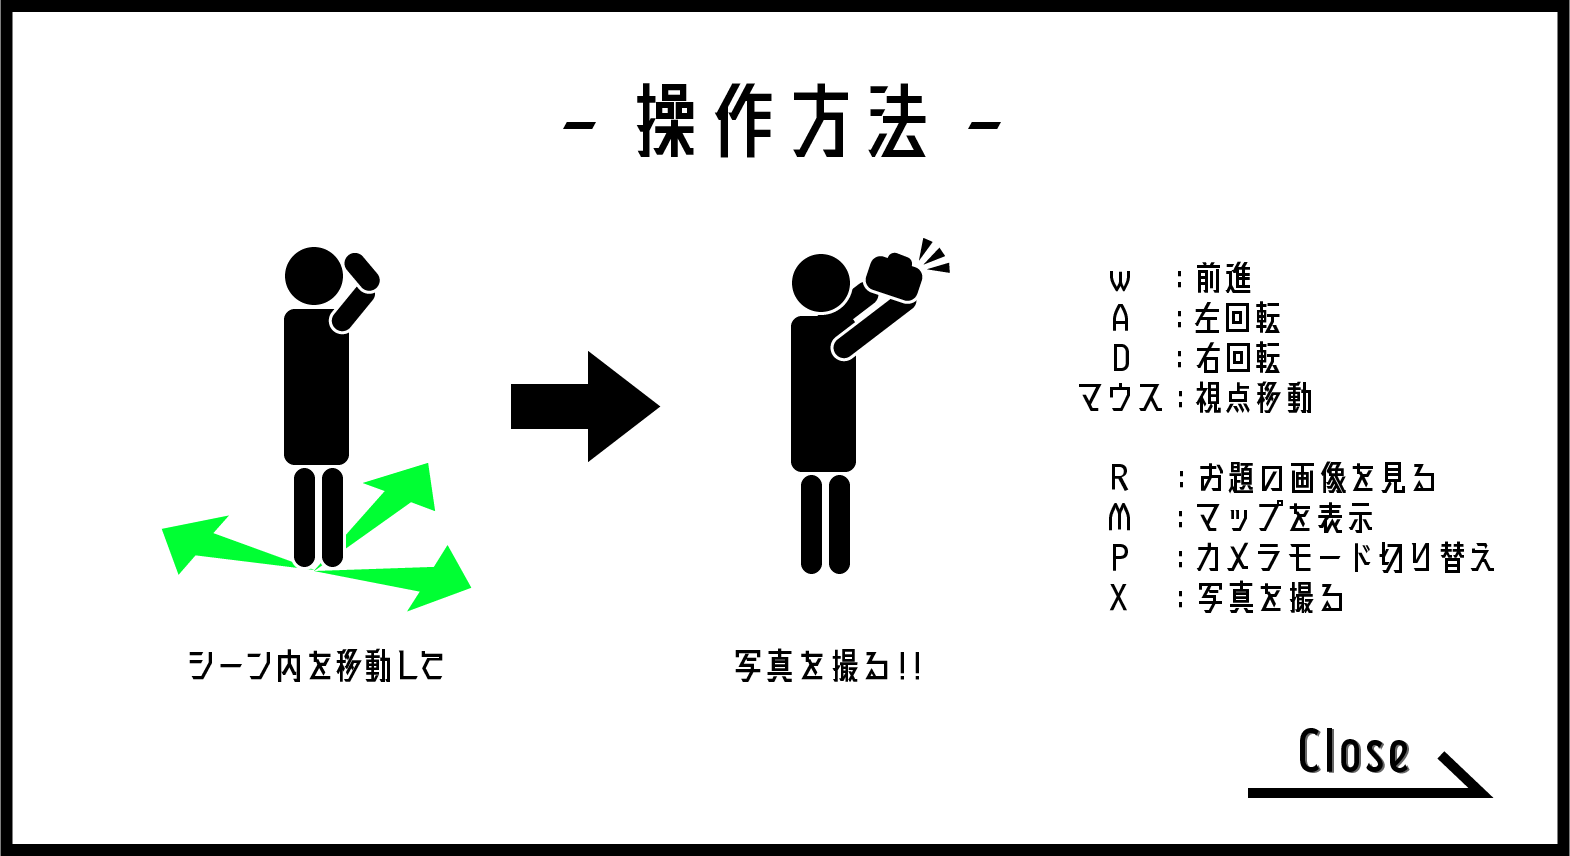 - 操作方法 -
シーン内を移動して
写真を撮る!!
w :前進
A :左回転
D :右回転
マウス:視点移動
R :お題の画像を見る
M :マップを表示
P :カメラモード切り替え
X :写真を撮る
Close